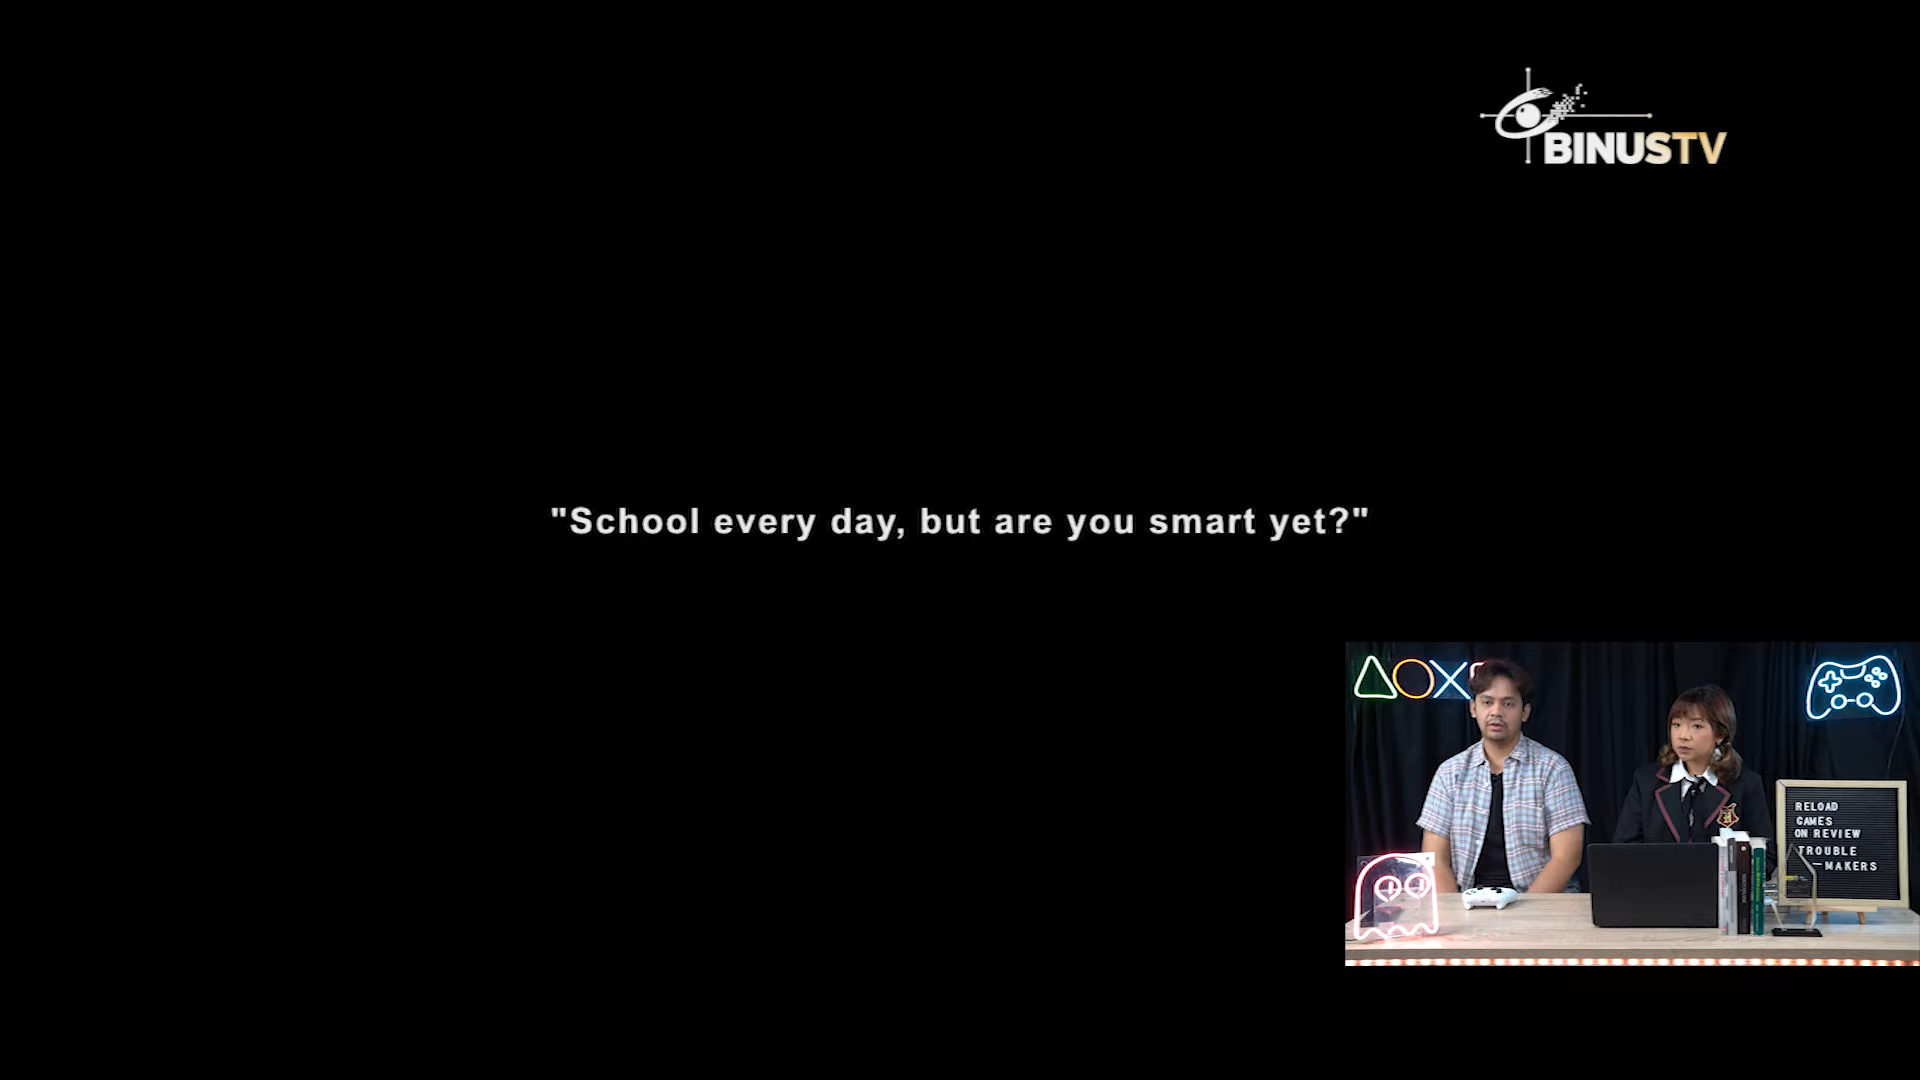 BINUSTV
"School every day, but are you smart yet?"
RELOAD
GAMES
ON REVIEW
TROUBLE
—MAKERS